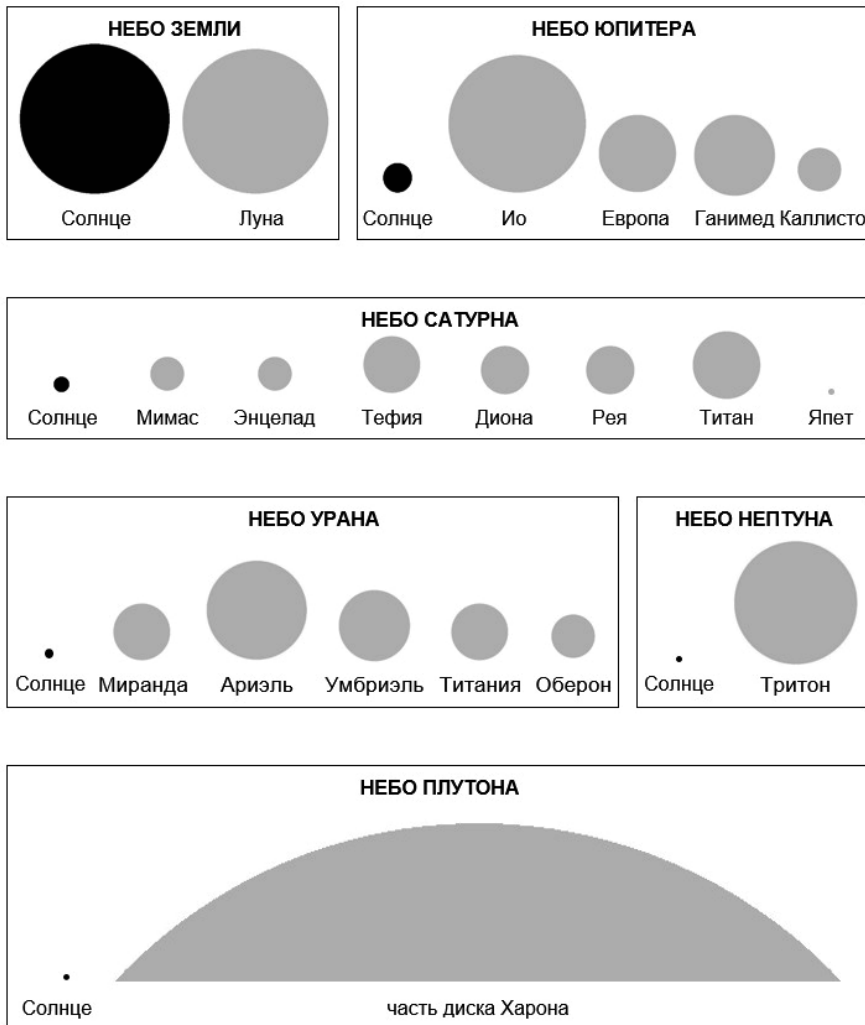 НЕБО ЗЕМЛИ
Солнце Луна
НЕБО ЮПИТЕРА
Солнце Ио Европа Ганимед Каллисто
НЕБО САТУРНА
Солнце Мимас Энцелад Тефия Диона Рея Титан Япет
НЕБО УРАНА
Солнце Миранда Ариэль Умбриэль Титания Оберон
НЕБО НЕПТУНА
Солнце Тритон
НЕБО ПЛУТОНА
Солнце часть диска Харона